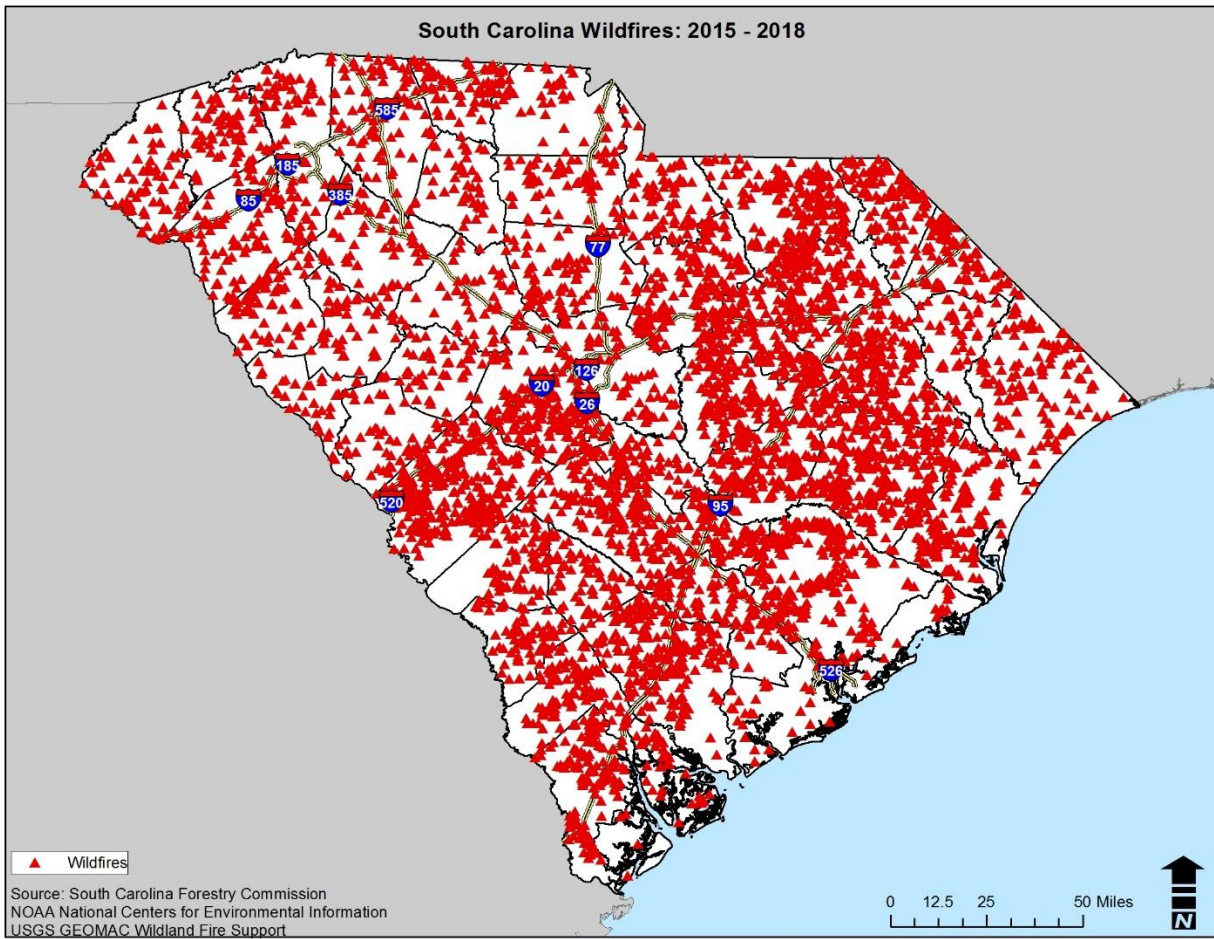 South Carolina Wildfires: 2015 - 2018
585
185
85
385
77
126
20
26
520
95
526
Wildfires
Source: South Carolina Forestry Commission
NOAA National Centers for Environmental Information
USGS GEOMAC Wildland Fire Support
0 12.5 25 50 Miles
N